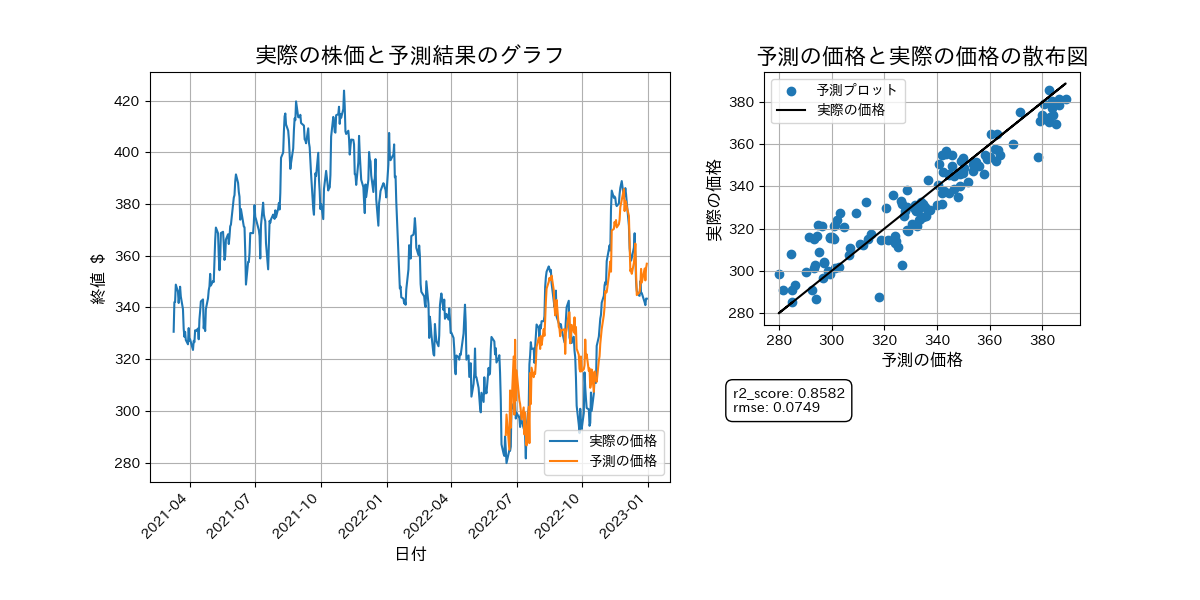 実際の株価と予測結果のグラフ
終値 $
420
400
380
360
340
320
300
280
2021-04
2021-07
2021-10
2022-01
2022-04
2022-07
2022-10
2023-01
日付
実際の価格
予測の価格
予測の価格と実際の価格の散布図
実際の価格
380
360
340
320
300
280
280
300
320
340
360
380
予測の価格
予測プロット
実際の価格
r2_score: 0.8582
rmse: 0.0749